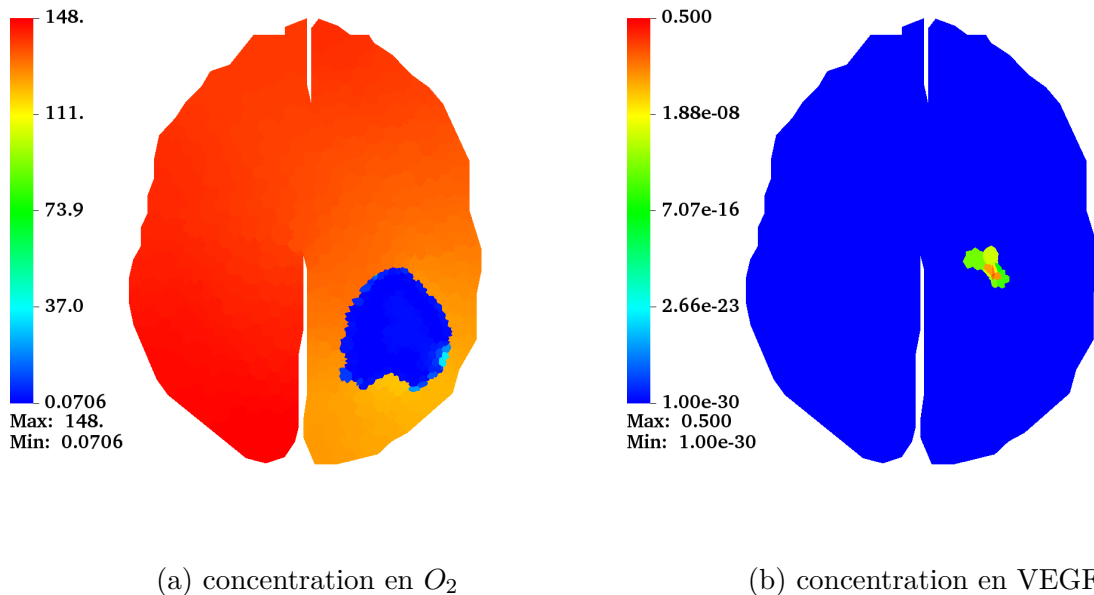 148.
111.
73.9
37.0
0.0706
Max: 148.
Min: 0.0706
0.500
1.88e-08
7.07e-16
2.66e-23
1.00e-30
Max: 0.500
Min: 1.00e-30
(a) concentration en O₂
(b) concentration en VEGF